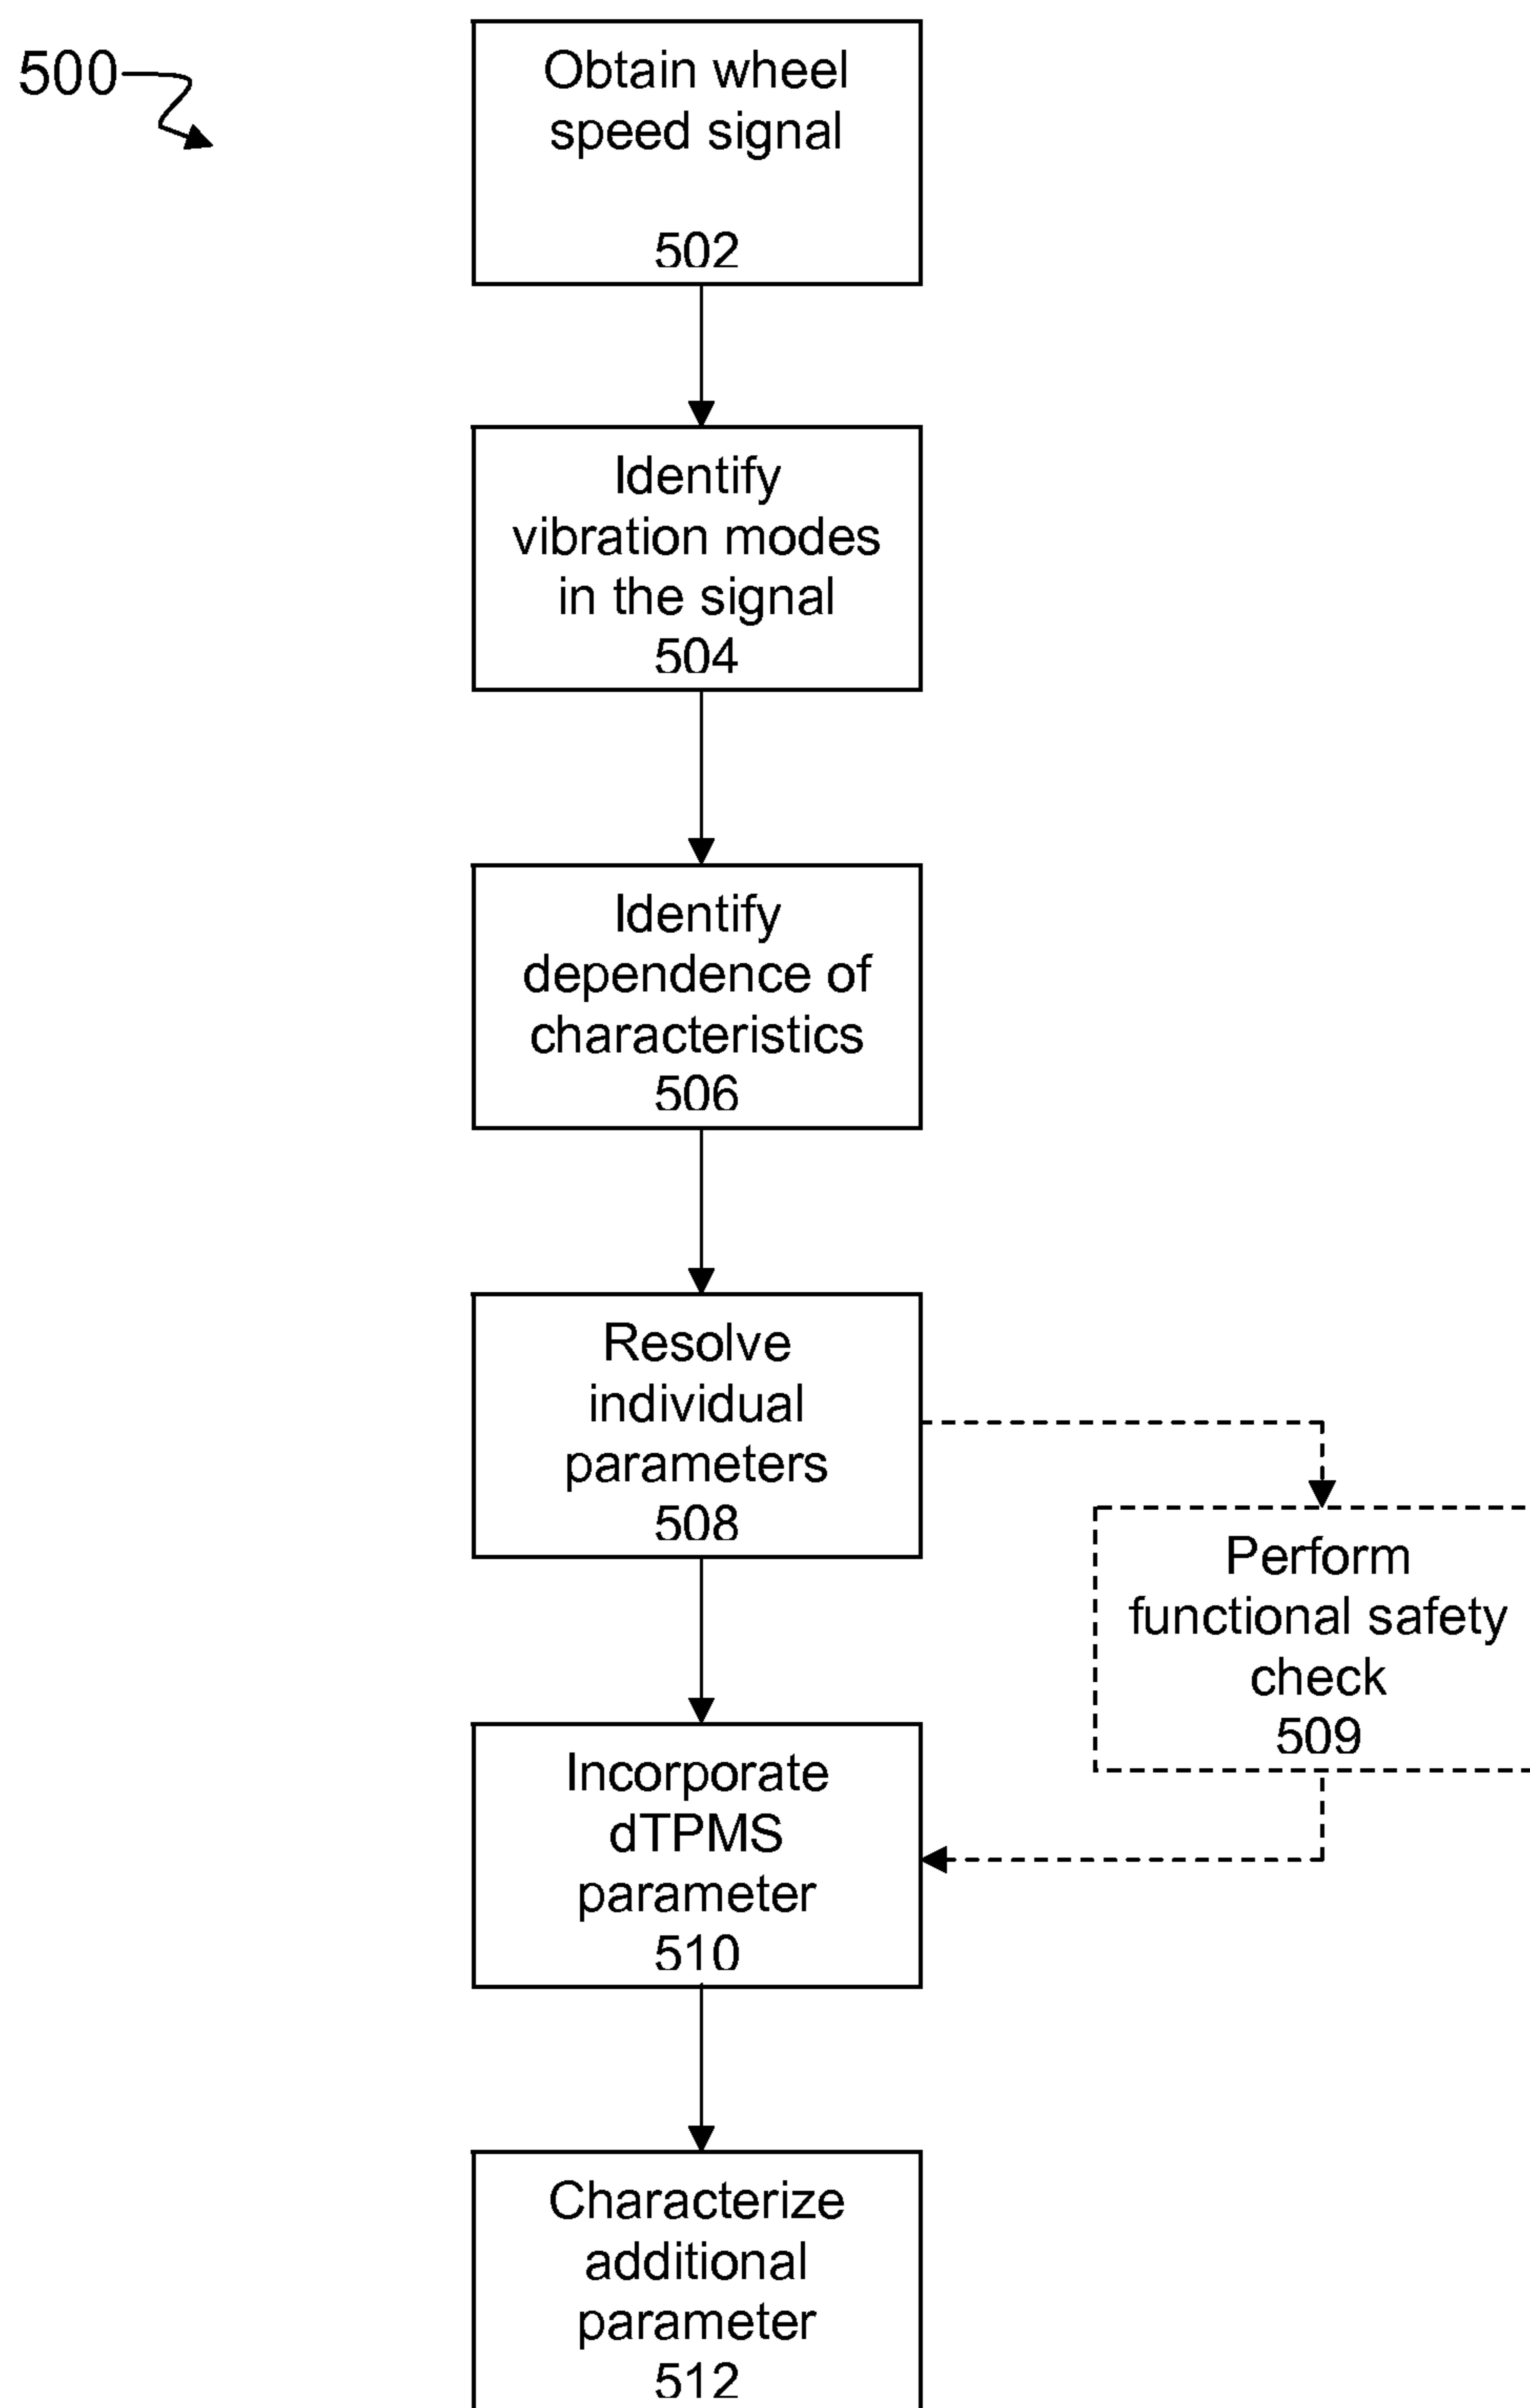 500
Obtain wheel
speed signal
502
Identify
vibration modes
in the signal
504
Identify
dependence of
characteristics
506
Resolve
individual
parameters
508
Perform
functional safety
check
509
Incorporate
dTPMS
parameter
510
Characterize
additional
parameter
512